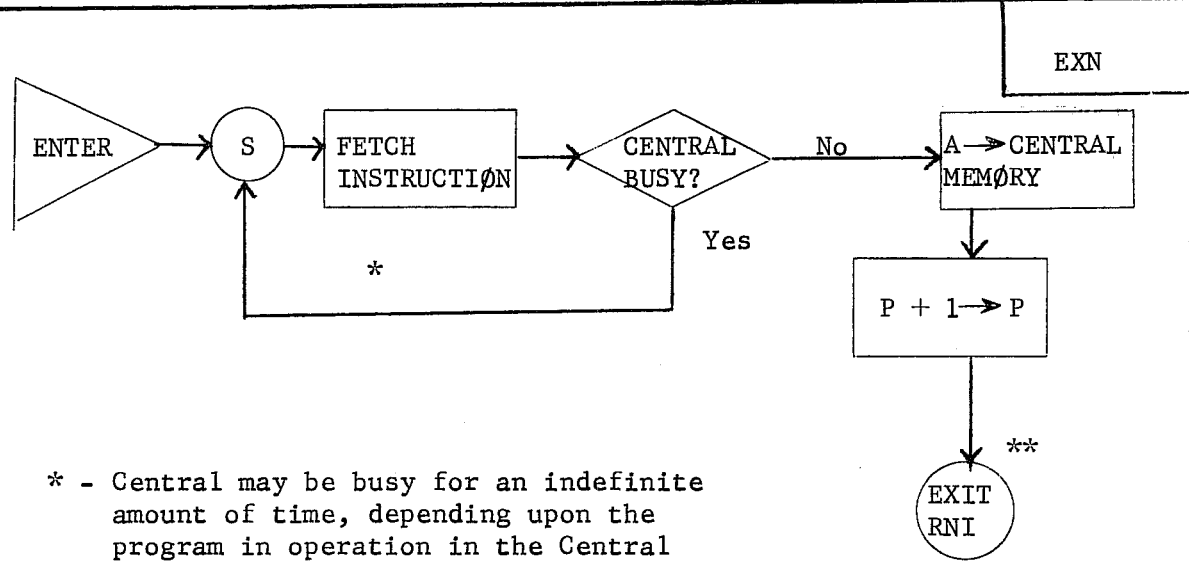 EXN
ENTER
S
FETCH
INSTRUCTIØN
CENTRAL
BUSY?
No
A → CENTRAL
MEMØRY
Yes
*
P + 1 → P
**
EXIT
RNI
* - Central may be busy for an indefinite
amount of time, depending upon the
program in operation in the Central